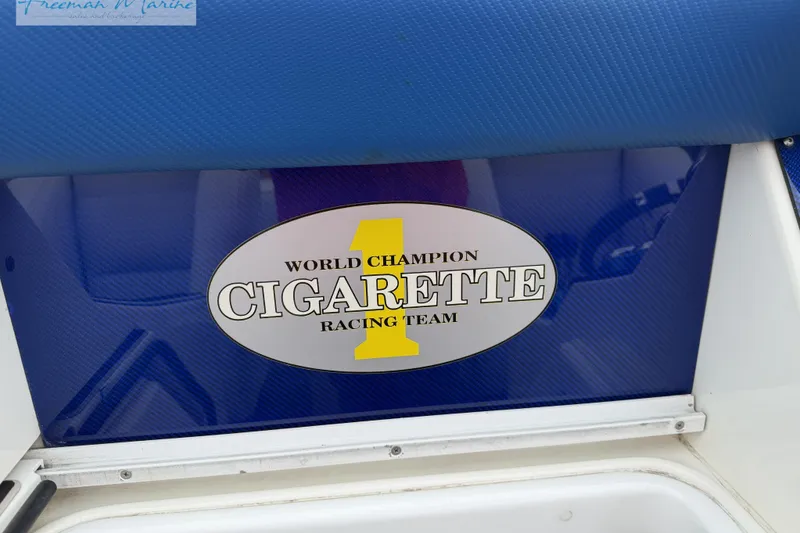 Freeman Marine
WORLD CHAMPION
1
CIGARETTE
RACING TEAM